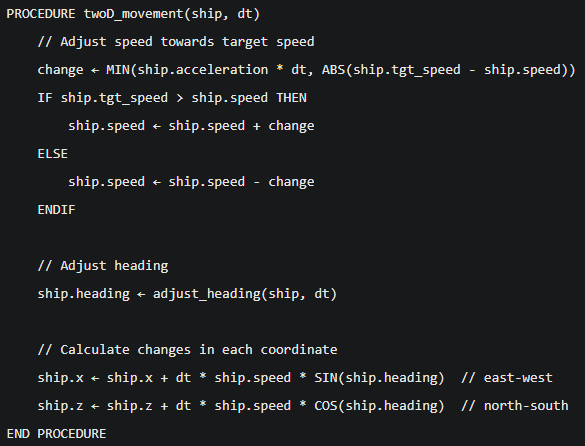 PROCEDURE twoD_movement(ship, dt)
    // Adjust speed towards target speed
    change ← MIN(ship.acceleration * dt, ABS(ship.tgt_speed - ship.speed))
    IF ship.tgt_speed > ship.speed THEN
        ship.speed ← ship.speed + change
    ELSE
        ship.speed ← ship.speed - change
    ENDIF

    // Adjust heading
    ship.heading ← adjust_heading(ship, dt)

    // Calculate changes in each coordinate
    ship.x ← ship.x + dt * ship.speed * SIN(ship.heading)  // east-west
    ship.z ← ship.z + dt * ship.speed * COS(ship.heading)  // north-south
END PROCEDURE